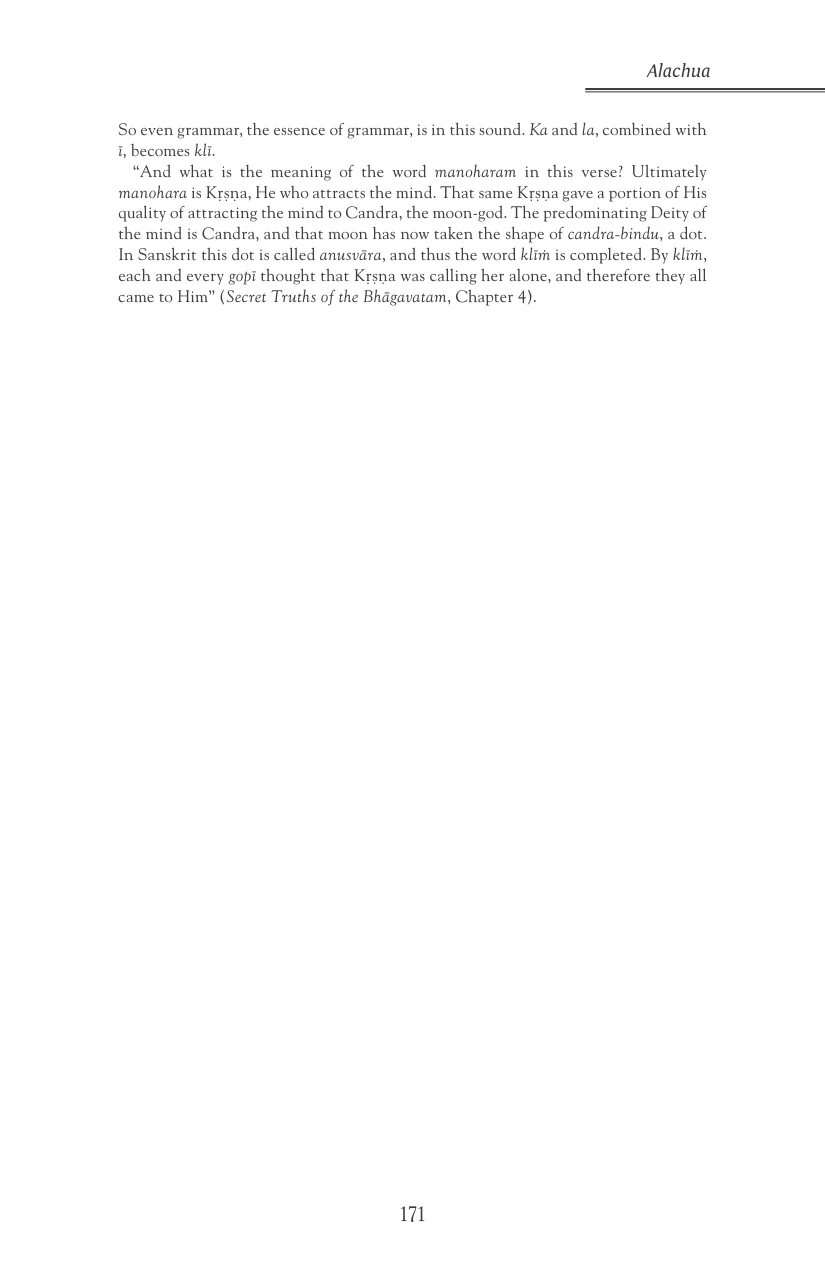 Alachua
So even grammar, the essence of grammar, is in this sound. Ka and la, combined with
ī, becomes klī.
“And what is the meaning of the word manoharam in this verse? Ultimately
manohara is Kṛṣṇa, He who attracts the mind. That same Kṛṣṇa gave a portion of His
quality of attracting the mind to Candra, the moon-god. The predominating Deity of
the mind is Candra, and that moon has now taken the shape of candra-bindu, a dot.
In Sanskrit this dot is called anusvāra, and thus the word klīṁ is completed. By klīṁ,
each and every gopī thought that Kṛṣṇa was calling her alone, and therefore they all
came to Him” (Secret Truths of the Bhāgavatam, Chapter 4).
171